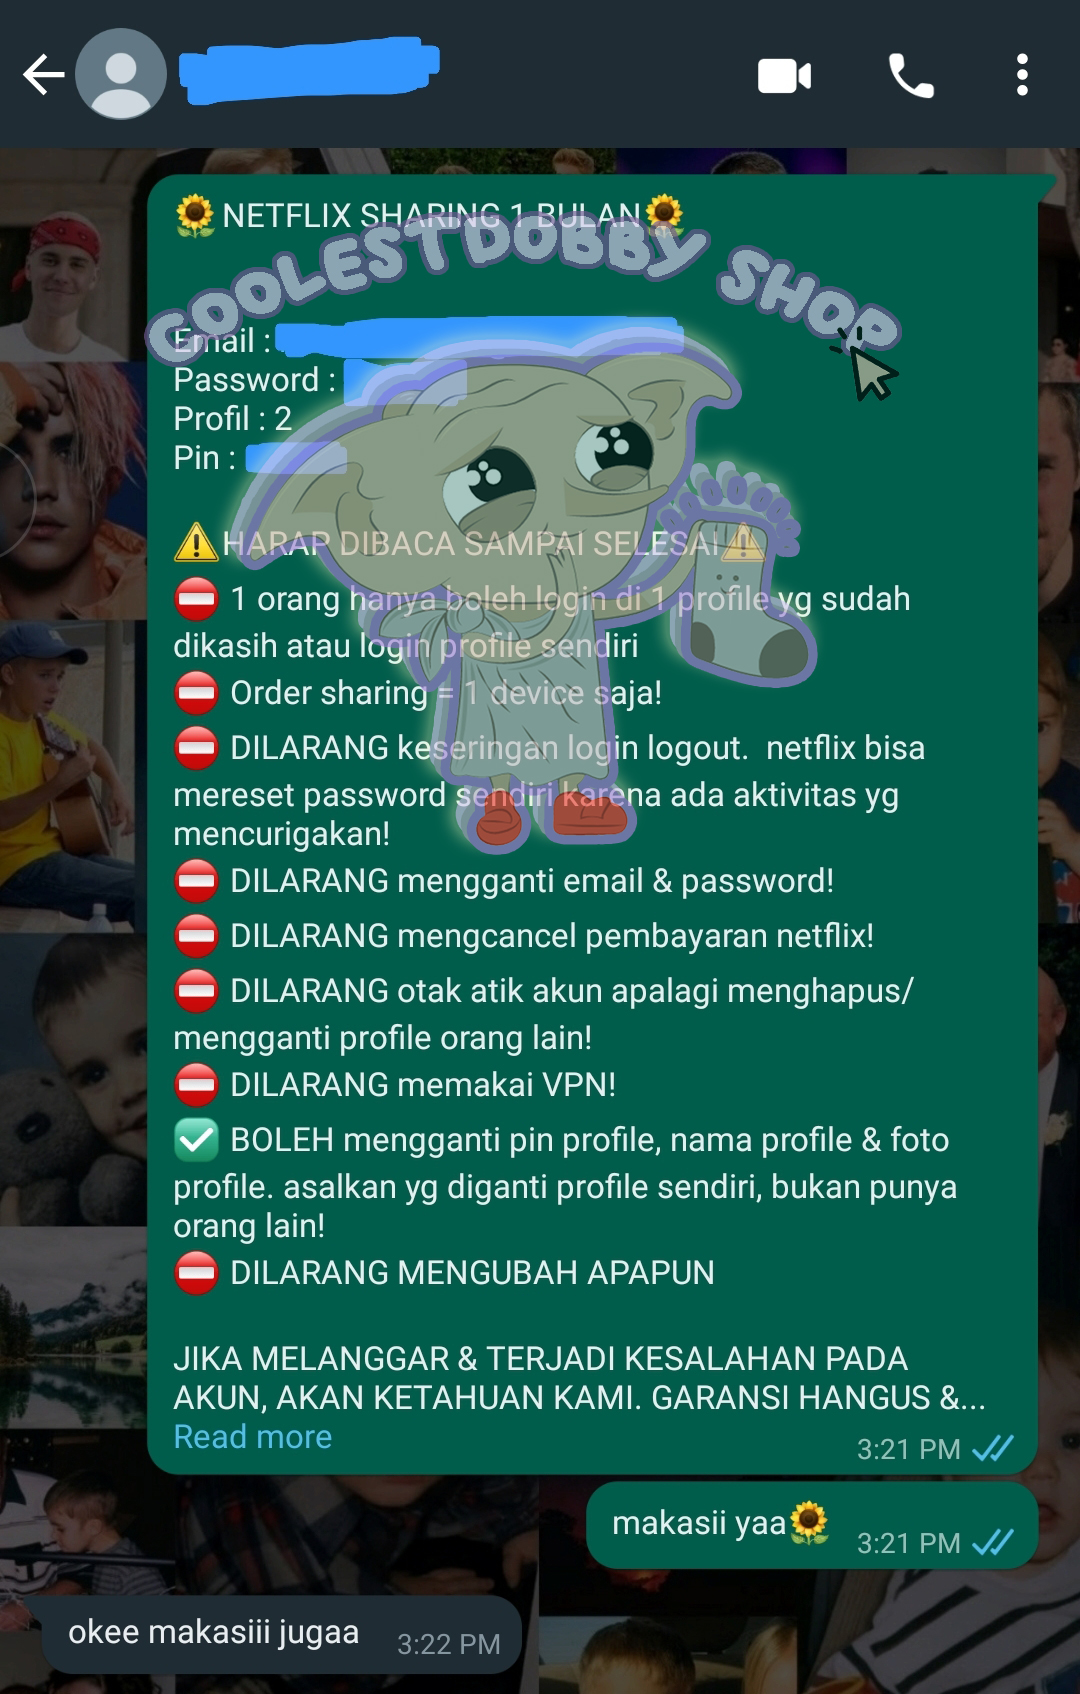 🌻NETFLIX SHARING 1 BULAN🌻
COOLESTDOBBY SHOP
Email :
Password :
Profil : 2
Pin :
⚠️HARAP DIBACA SAMPAI SELESAI⚠️
⛔ 1 orang hanya boleh login di 1 profile yg sudah
dikasih atau login profile sendiri
⛔ Order sharing = 1 device saja!
⛔ DILARANG keseringan login logout.  netflix bisa
mereset password sendiri karena ada aktivitas yg
mencurigakan!
⛔ DILARANG mengganti email & password!
⛔ DILARANG mengcancel pembayaran netflix!
⛔ DILARANG otak atik akun apalagi menghapus/
mengganti profile orang lain!
⛔ DILARANG memakai VPN!
✅ BOLEH mengganti pin profile, nama profile & foto
profile. asalkan yg diganti profile sendiri, bukan punya
orang lain!
⛔ DILARANG MENGUBAH APAPUN
JIKA MELANGGAR & TERJADI KESALAHAN PADA
AKUN, AKAN KETAHUAN KAMI. GARANSI HANGUS &...
Read more
3:21 PM
makasii yaa🌻
3:21 PM
okee makasiii jugaa
3:22 PM